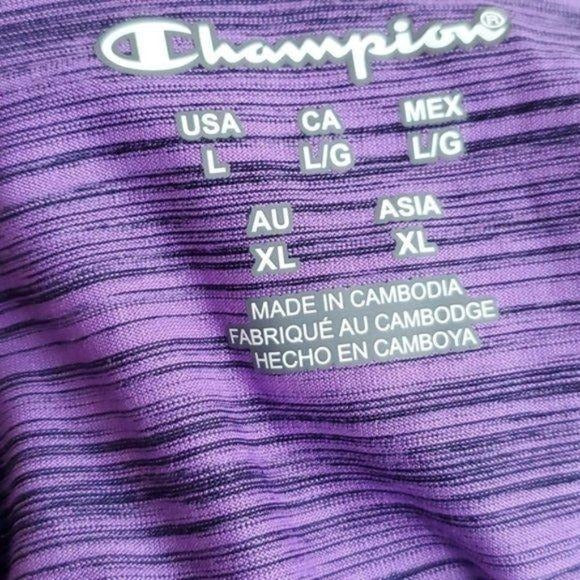 Champion®
USA CA MEX
L L/G L/G
AU ASIA
XL XL
MADE IN CAMBODIA
FABRIQUÉ AU CAMBODGE
HECHO EN CAMBOYA